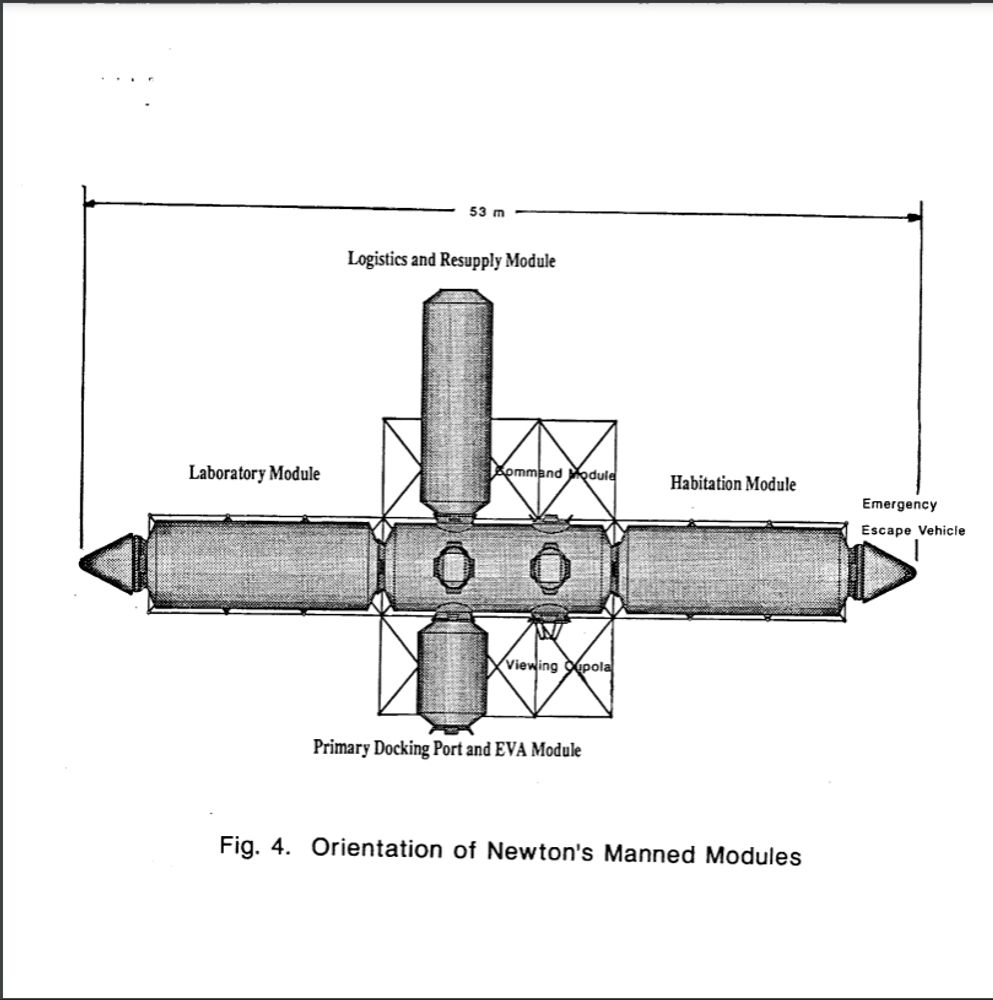 53 m
Logistics and Resupply Module
Laboratory Module
Command Module
Habitation Module
Emergency
Escape Vehicle
Viewing Cupola
Primary Docking Port and EVA Module
Fig. 4. Orientation of Newton's Manned Modules